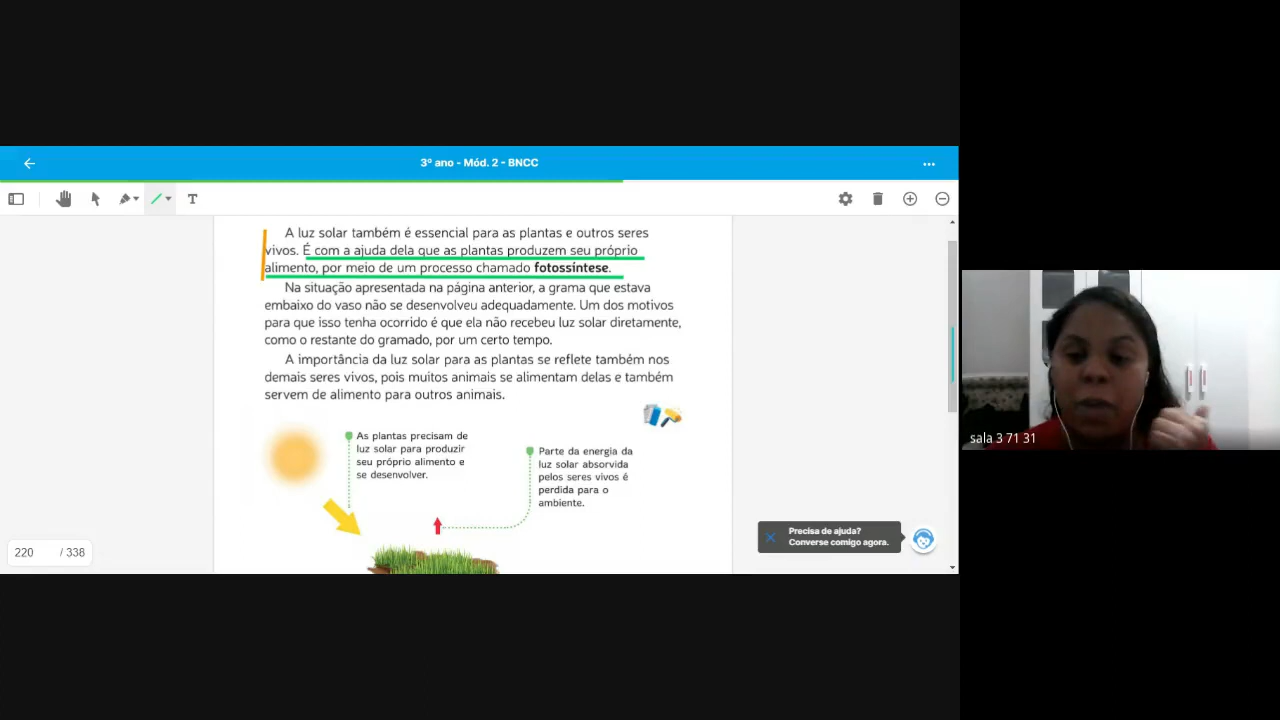 3º ano - Mód. 2 - BNCC
T
A luz solar também é essencial para as plantas e outros seres
vivos. É com a ajuda dela que as plantas produzem seu próprio
alimento, por meio de um processo chamado fotossíntese.
Na situação apresentada na página anterior, a grama que estava
embaixo do vaso não se desenvolveu adequadamente. Um dos motivos
para que isso tenha ocorrido é que ela não recebeu luz solar diretamente,
como o restante do gramado, por um certo tempo.
A importância da luz solar para as plantas se reflete também nos
demais seres vivos, pois muitos animais se alimentam delas e também
servem de alimento para outros animais.
As plantas precisam de
luz solar para produzir
seu próprio alimento e
se desenvolver.
Parte da energia da
luz solar absorvida
pelos seres vivos é
perdida para o
ambiente.
220 / 338
Precisa de ajuda?
Converse comigo agora.
sala 3 71 31